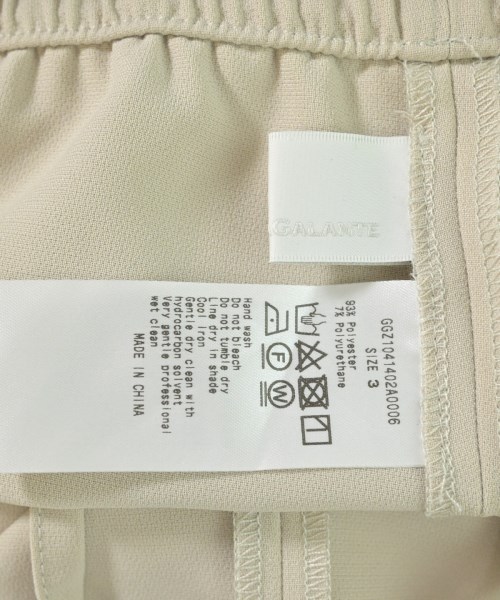 GALANTE
GGZ1041402A0006
SIZE 3
93% Polyester
7% Polyurethane
F
W
Hand wash
Do not bleach
Do not tumble dry
Line dry in shade
Cool iron
Gentle dry clean with
hydrocarbon solvent
Very gentle professional
wet clean
MADE IN CHINA